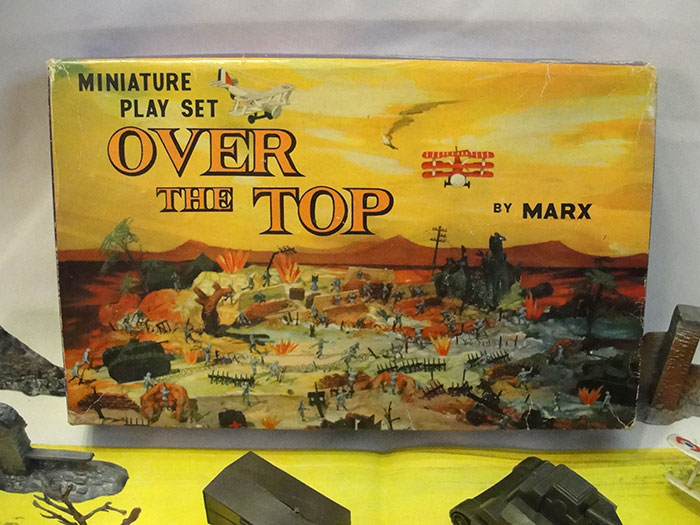 MINIATURE
PLAY SET
OVER
THE TOP
BY MARX